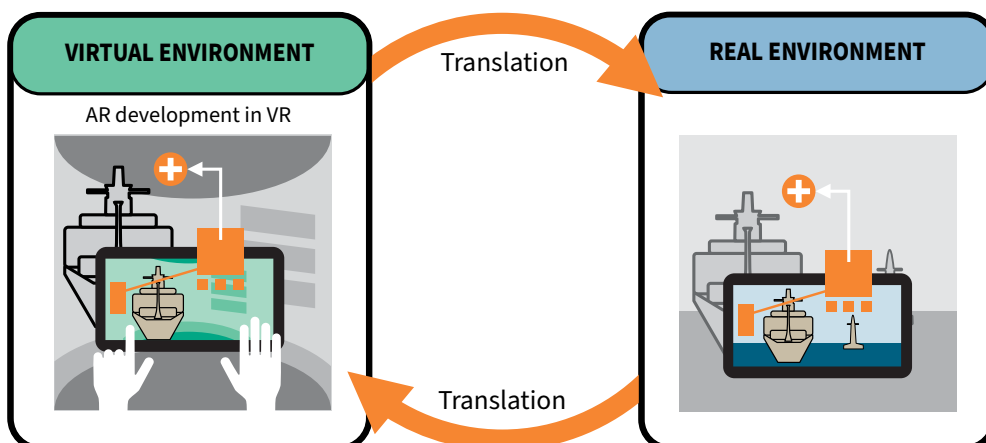 VIRTUAL ENVIRONMENT
AR development in VR
Translation
REAL ENVIRONMENT
Translation